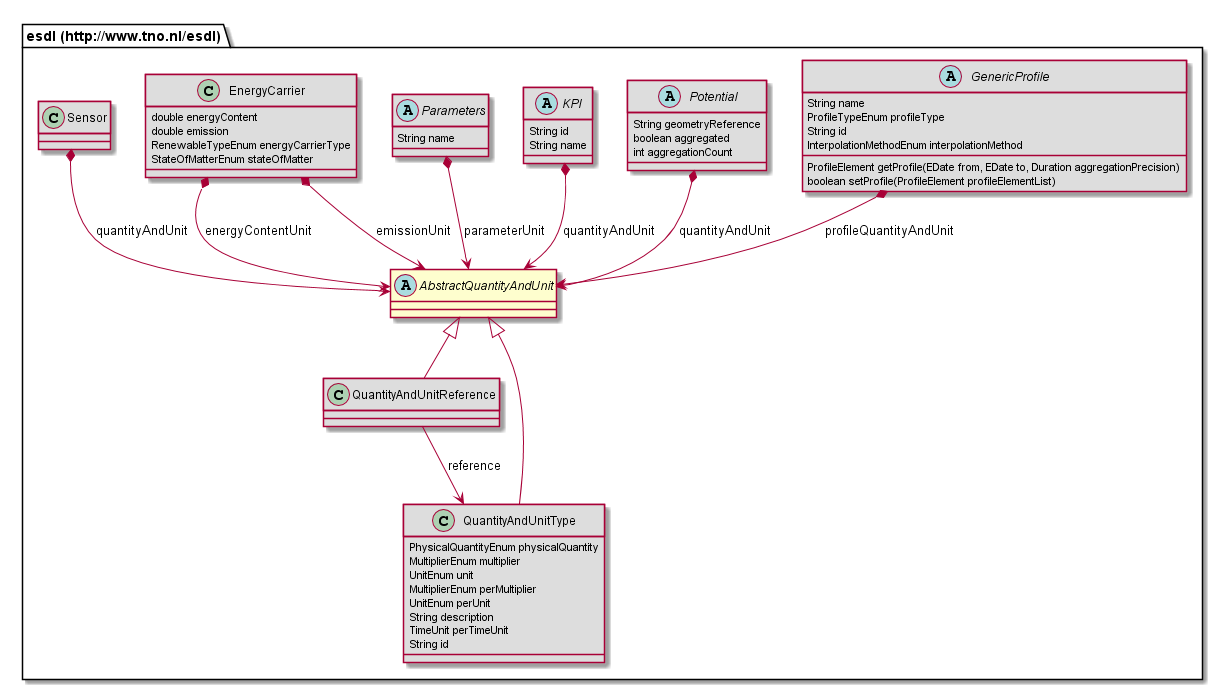 esdl (http://www.tno.nl/esdl)
C Sensor
C EnergyCarrier
double energyContent
double emission
RenewableTypeEnum energyCarrierType
StateOfMatterEnum stateOfMatter
A Parameters
String name
A KPI
String id
String name
A Potential
String geometryReference
boolean aggregated
int aggregationCount
A GenericProfile
String name
ProfileTypeEnum profileType
String id
InterpolationMethodEnum interpolationMethod
ProfileElement getProfile(EDate from, EDate to, Duration aggregationPrecision)
boolean setProfile(ProfileElement profileElementList)
quantityAndUnit
energyContentUnit
emissionUnit
parameterUnit
quantityAndUnit
quantityAndUnit
profileQuantityAndUnit
A AbstractQuantityAndUnit
C QuantityAndUnitReference
reference
C QuantityAndUnitType
PhysicalQuantityEnum physicalQuantity
MultiplierEnum multiplier
UnitEnum unit
MultiplierEnum perMultiplier
UnitEnum perUnit
String description
TimeUnit perTimeUnit
String id